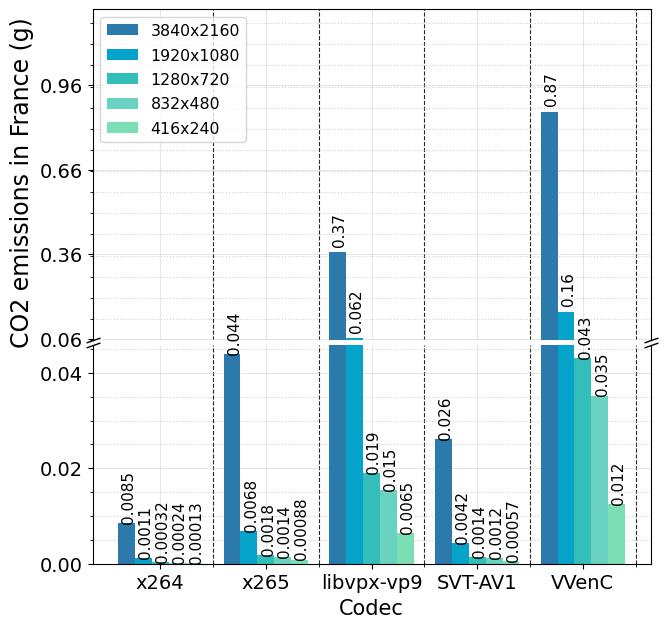 CO2 emissions in France (g)
3840x2160
1920x1080
1280x720
832x480
416x240
0.96
0.66
0.36
0.06
0.04
0.02
0.00
0.0085
0.0011
0.00032
0.00024
0.00013
0.044
0.0068
0.0018
0.0014
0.00088
0.37
0.062
0.019
0.015
0.0065
0.026
0.0042
0.0014
0.0012
0.00057
0.87
0.16
0.043
0.035
0.012
x264
x265
libvpx-vp9
SVT-AV1
VVenC
Codec